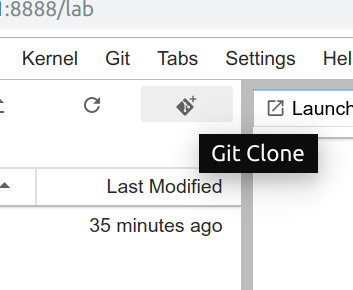 :8888/lab
Kernel Git Tabs Settings Hel
Launch
Git Clone
Last Modified
35 minutes ago